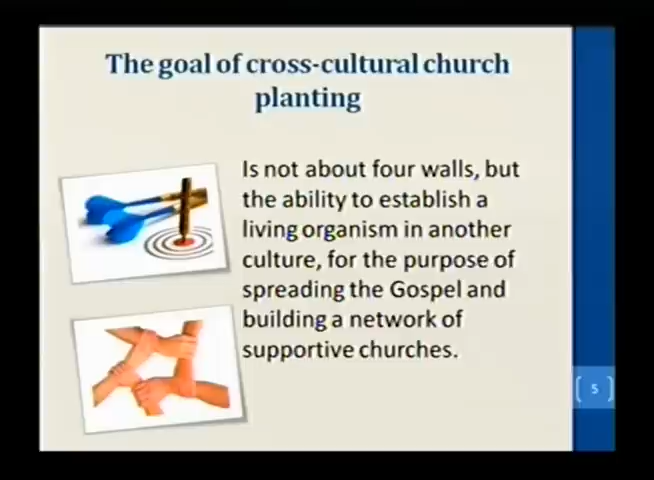 The goal of cross-cultural church
planting
Is not about four walls, but
the ability to establish a
living organism in another
culture, for the purpose of
spreading the Gospel and
building a network of
supportive churches.
5